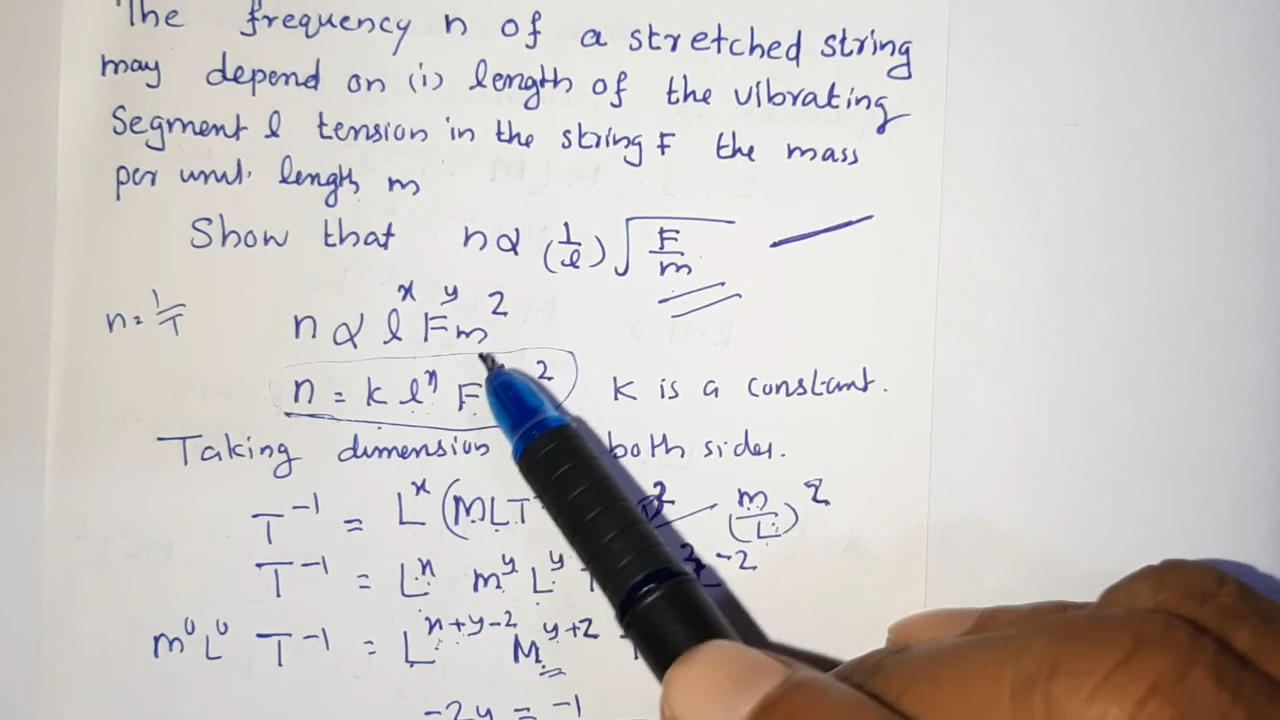 The frequency n of a stretched string
may depend on (i) length of the vibrating
Segment l tension in the string F the mass
per unit. length m
Show that n ∝ (1/l) √(F/m)
n = 1/T n ∝ l^x F^y m^z
n = k l^x F z K is a constant.
Taking dimension both sides.
T^-1 = L^x (MLT (M/L)^z
T^-1 = L^x M^y L^y -z
M^0 L^0 T^-1 = L^x+y-z M^y+z
-2y = -1